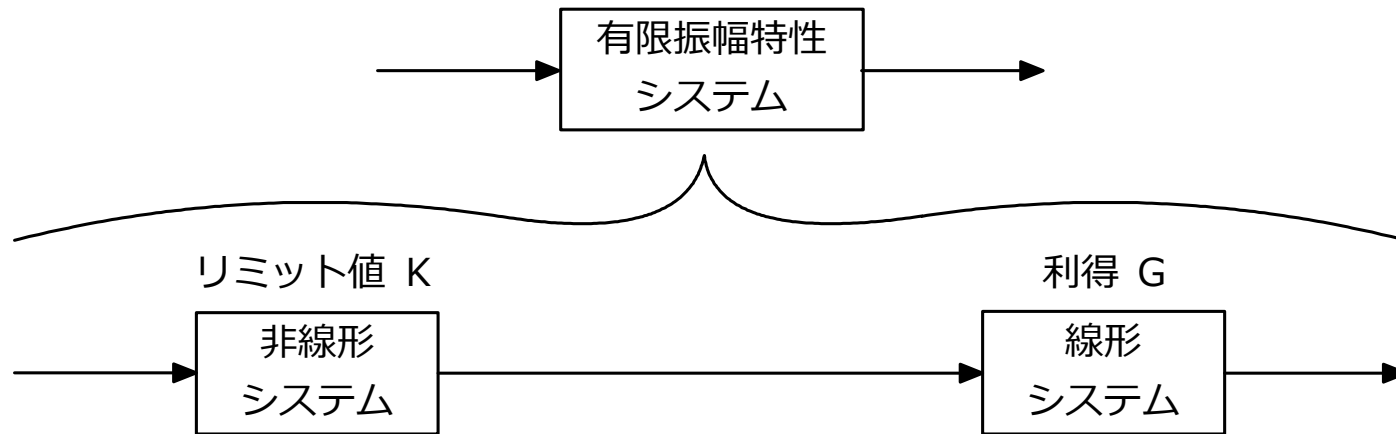 有限振幅特性
システム
リミット値 K
利得 G
非線形
システム
線形
システム